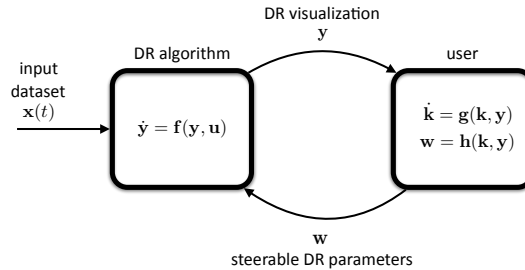 DR visualization
y
DR algorithm
user
input
dataset
x(t)
ẏ = f(y, u)
k̇ = g(k, y)
w = h(k, y)
w
steerable DR parameters